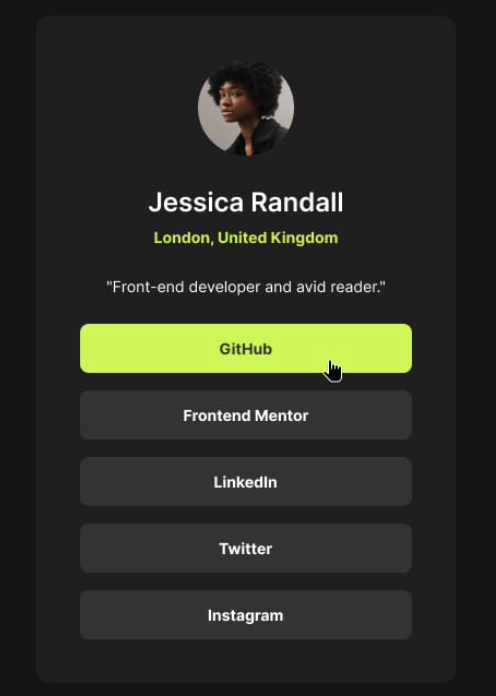 Jessica Randall
London, United Kingdom
"Front-end developer and avid reader."
GitHub
Frontend Mentor
LinkedIn
Twitter
Instagram